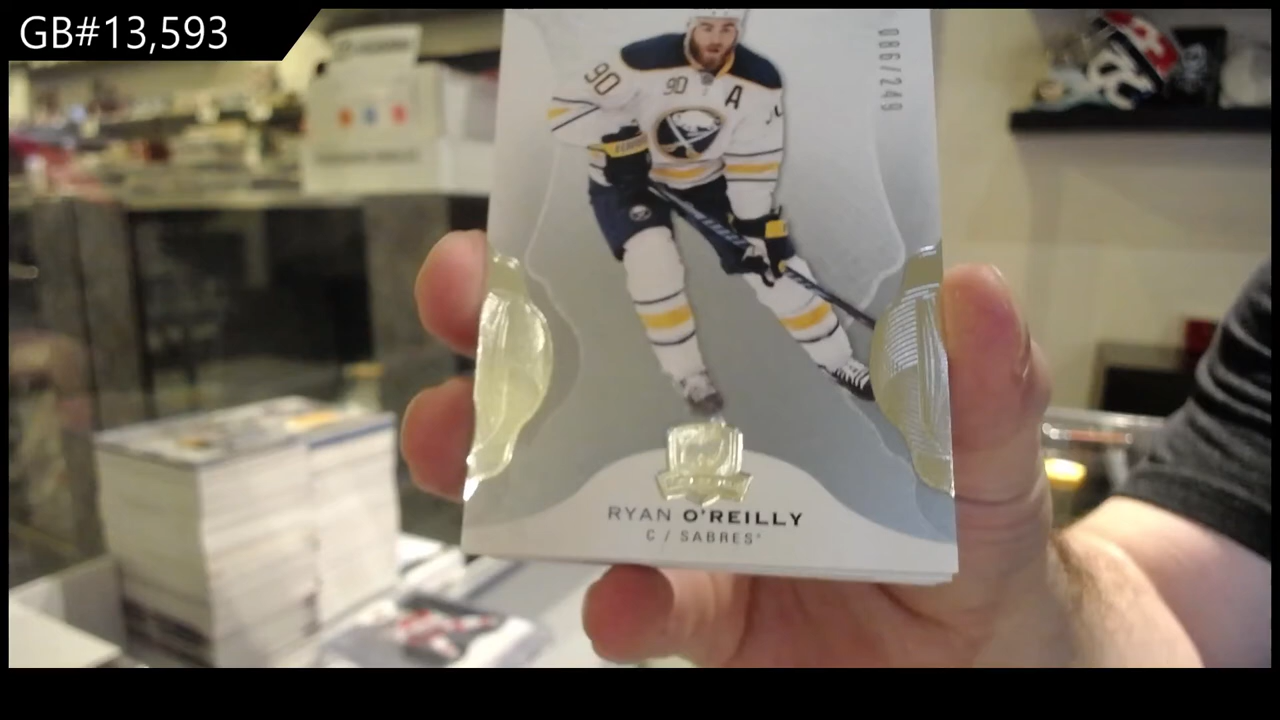 GB#13,593
086/249
90
90
A
RYAN O'REILLY
C / SABRES